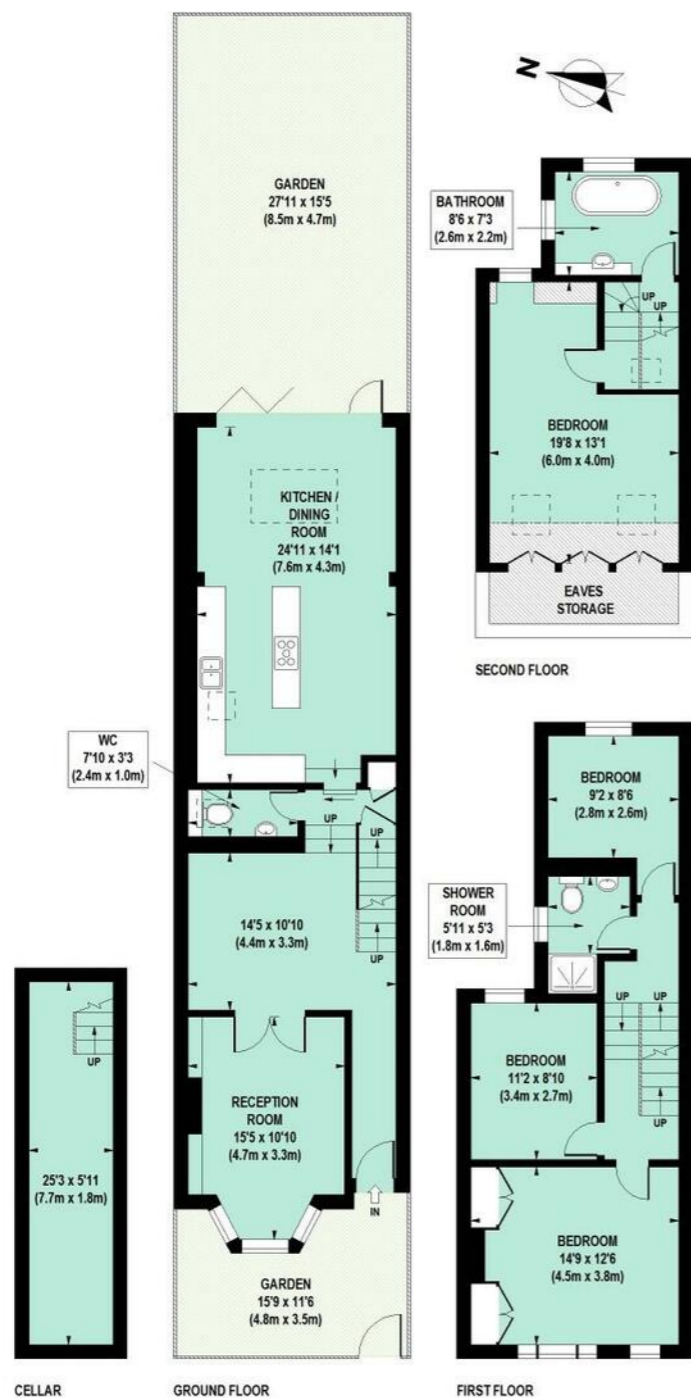 N
GARDEN
27'11 x 15'5
(8.5m x 4.7m)
KITCHEN /
DINING
ROOM
24'11 x 14'1
(7.6m x 4.3m)
WC
7'10 x 3'3
(2.4m x 1.0m)
UP
UP
UP
14'5 x 10'10
(4.4m x 3.3m)
RECEPTION
ROOM
15'5 x 10'10
(4.7m x 3.3m)
IN
GARDEN
15'9 x 11'6
(4.8m x 3.5m)
GROUND FLOOR
UP
25'3 x 5'11
(7.7m x 1.8m)
CELLAR
BATHROOM
8'6 x 7'3
(2.6m x 2.2m)
UP
UP
BEDROOM
19'8 x 13'1
(6.0m x 4.0m)
EAVES
STORAGE
SECOND FLOOR
BEDROOM
9'2 x 8'6
(2.8m x 2.6m)
SHOWER
ROOM
5'11 x 5'3
(1.8m x 1.6m)
UP
UP
BEDROOM
11'2 x 8'10
(3.4m x 2.7m)
UP
BEDROOM
14'9 x 12'6
(4.5m x 3.8m)
FIRST FLOOR